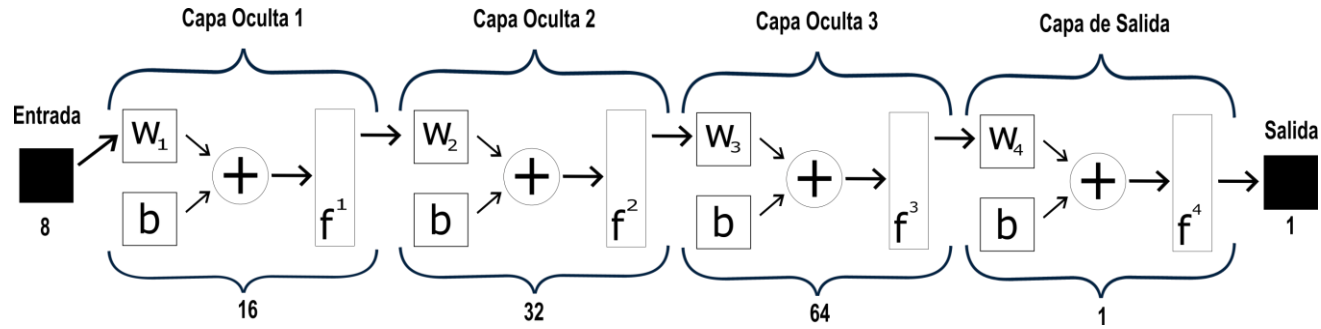 Capa Oculta 1
Capa Oculta 2
Capa Oculta 3
Capa de Salida
Entrada
8
W₁
b
+
f¹
16
W₂
b
+
f²
32
W₃
b
+
f³
64
W₄
b
+
f⁴
1
Salida
1